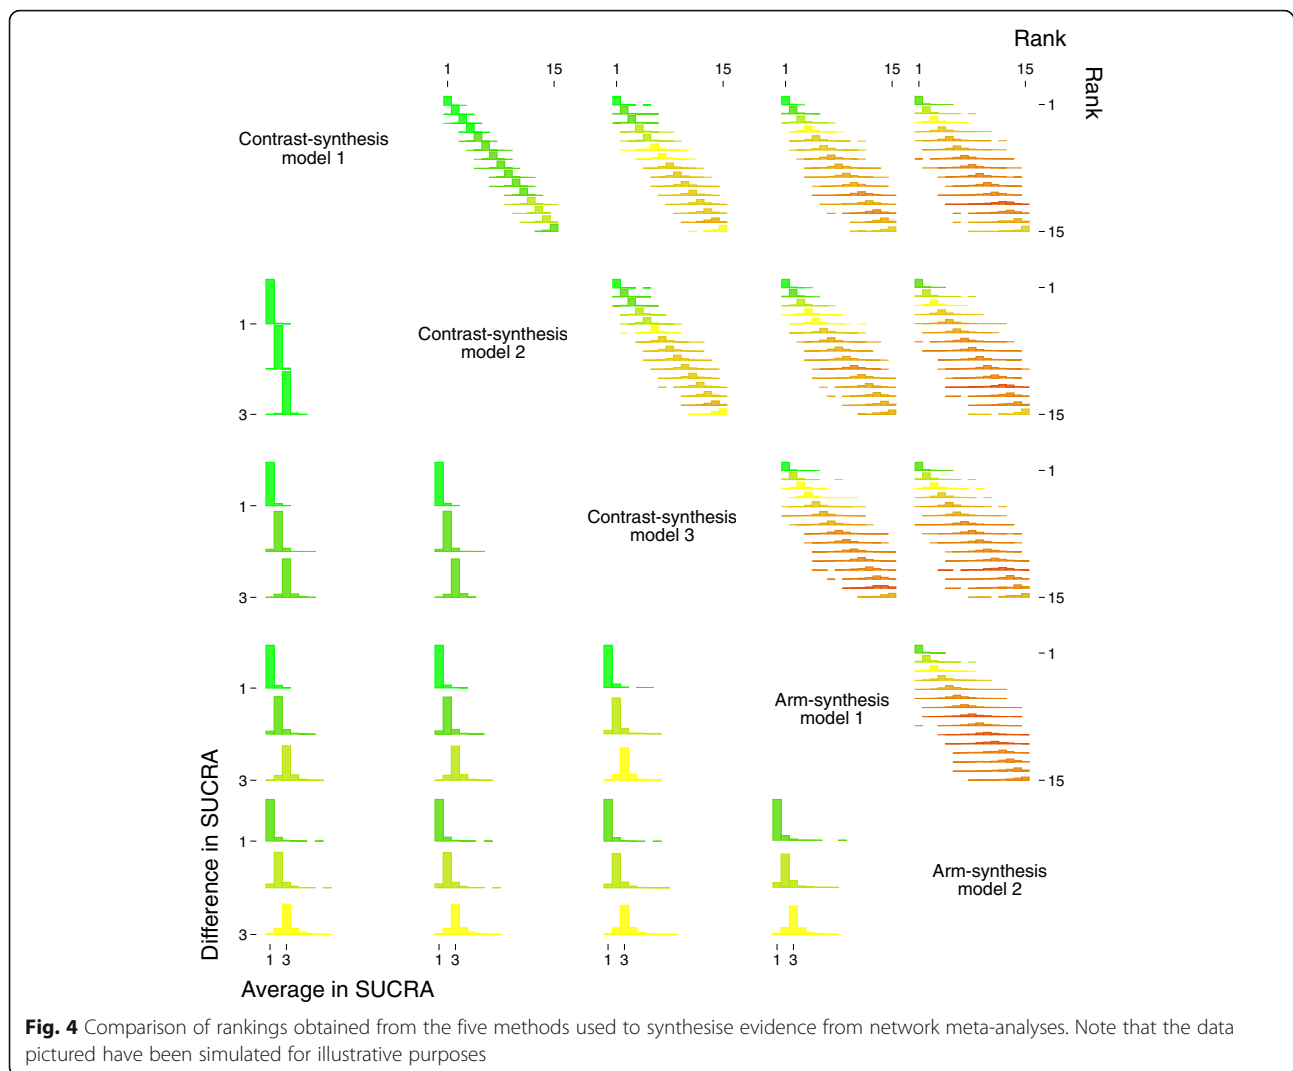 Rank
1 15 1 15 1 15 1 15
Rank
1
Contrast-synthesis
model 1
15
1
1
Contrast-synthesis
model 2
3
15
1
1
Contrast-synthesis
model 3
3
15
1
1
Arm-synthesis
model 1
3
15
Difference in SUCRA
1
Arm-synthesis
model 2
3
1 3 1 3 1 3 1 3
Average in SUCRA
Fig. 4 Comparison of rankings obtained from the five methods used to synthesise evidence from network meta-analyses. Note that the data
pictured have been simulated for illustrative purposes